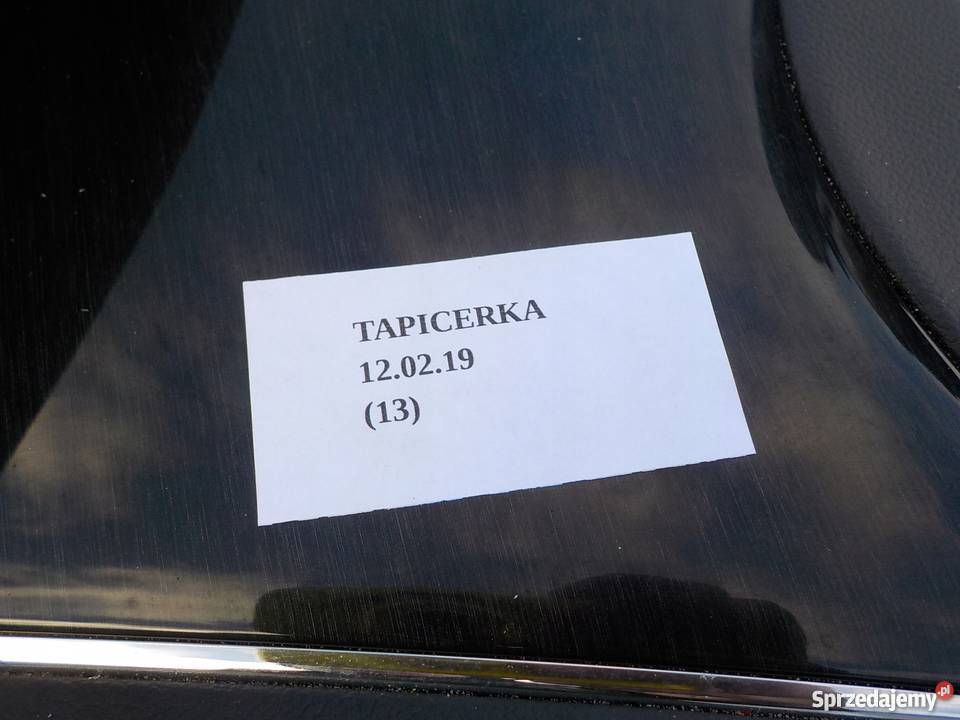 TAPICERKA
12.02.19
(13)
Sprzedajemy.pl